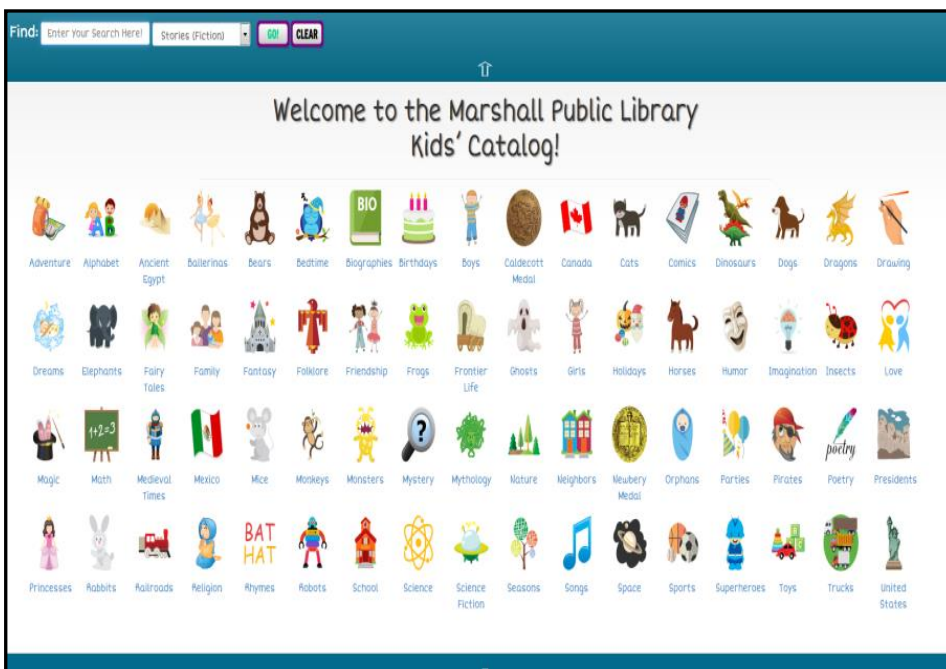 Find: Enter Your Search Here! Stories (Fiction) GO! CLEAR
Welcome to the Marshall Public Library
Kids' Catalog!
BIO
Adventure Alphabet Ancient Ballerinas Bears Bedtime Biographies Birthdays Boys Caldecott Canada Cats Comics Dinosaurs Dogs Dragons Drawing
Egypt Medal
Dreams Elephants Fairy Family Fantasy Folklore Friendship Frogs Frontier Ghosts Girls Holidays Horses Humor Imagination Insects Love
Tales Life
1+2=3 ? poetry
Magic Math Medieval Mexico Mice Monkeys Monsters Mystery Mythology Nature Neighbors Newbery Orphans Parties Pirates Poetry Presidents
Times Medal
BAT
HAT
Princesses Rabbits Railroads Religion Rhymes Robots School Science Science Seasons Songs Space Sports Superheroes Toys Trucks United
Fiction States